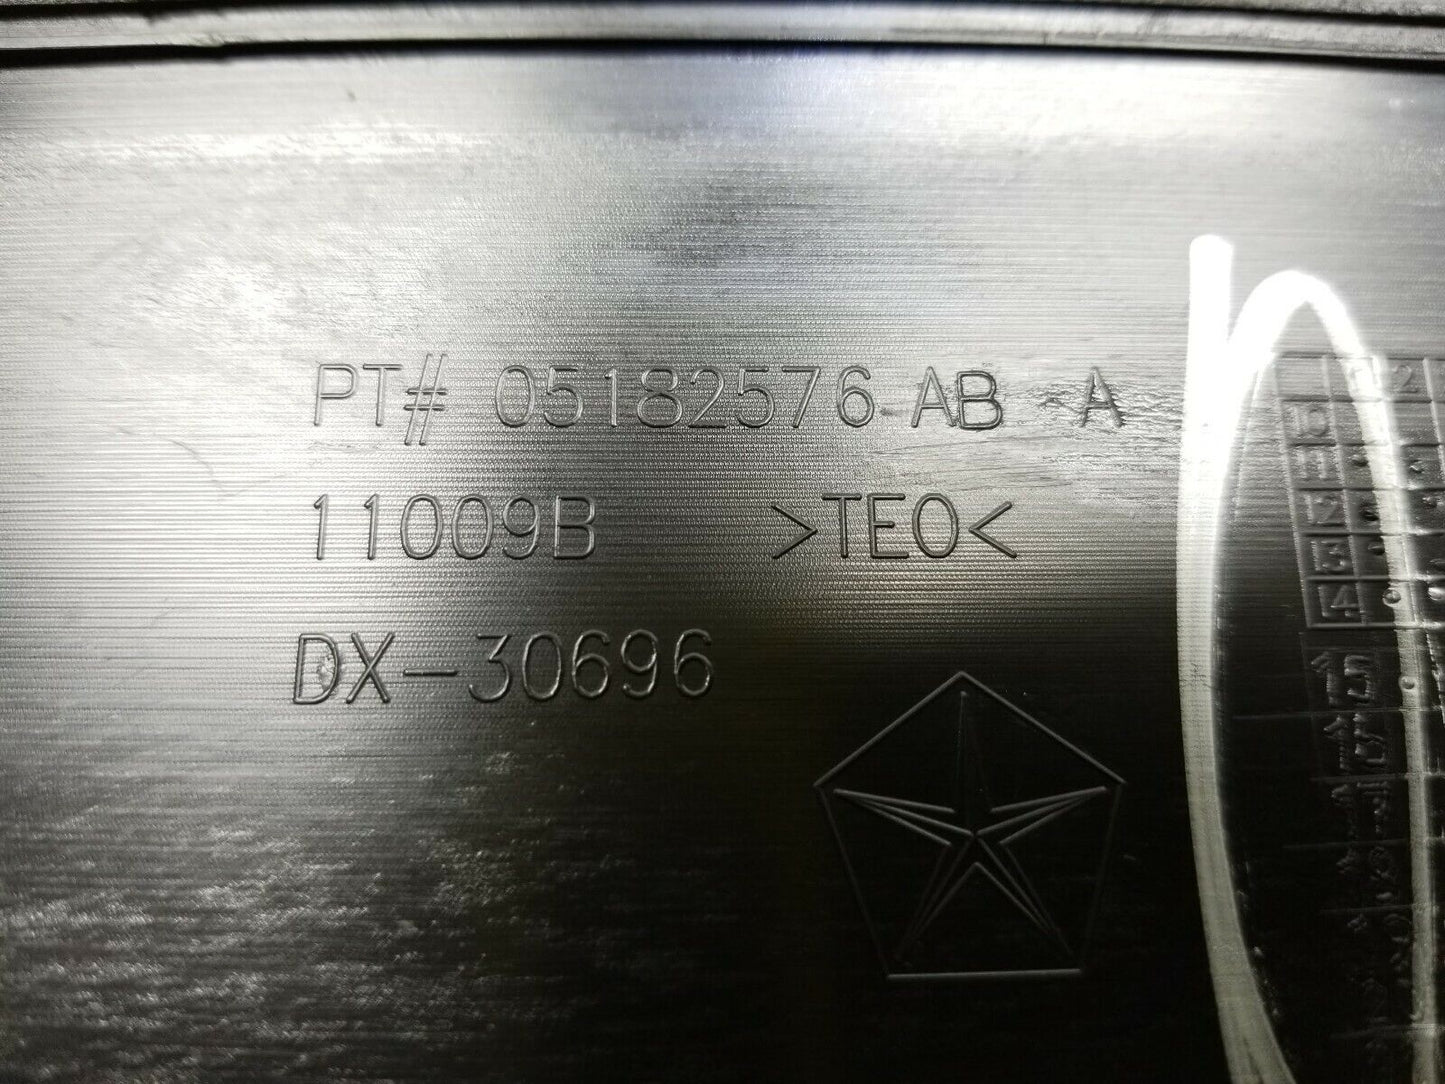 PT# 05182576 AB A
11009B >TEO<
DX-30696